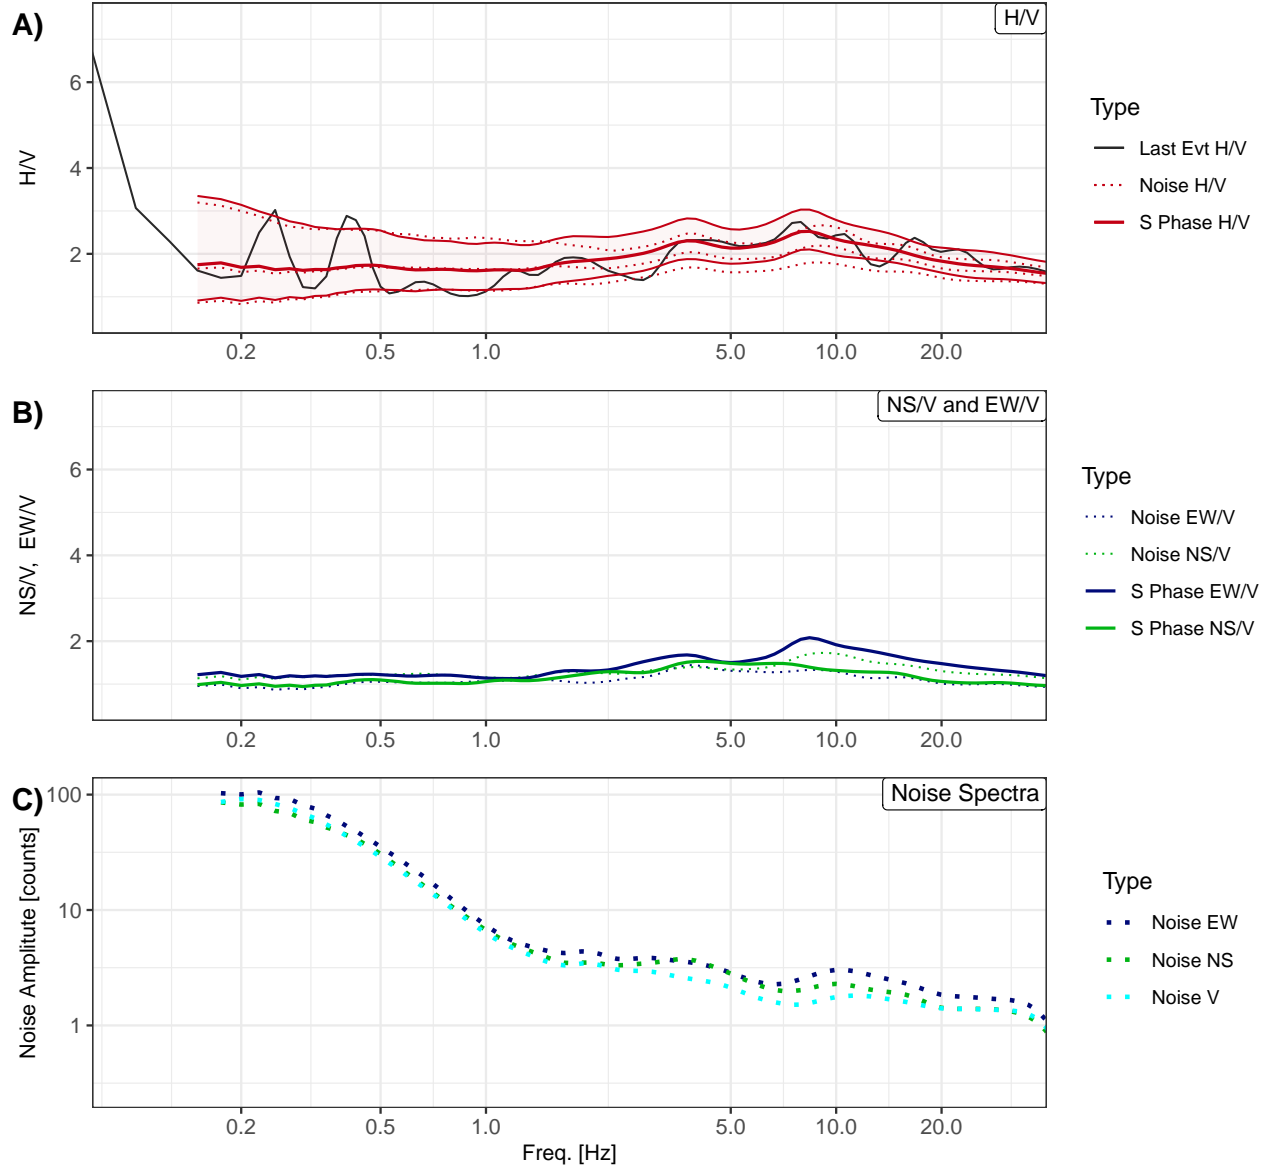 A)
H/V
6
4
2
H/V
0.2 0.5 1.0 5.0 10.0 20.0
Type
Last Evt H/V
Noise H/V
S Phase H/V
B)
NS/V and EW/V
6
4
2
NS/V,  EW/V
0.2 0.5 1.0 5.0 10.0 20.0
Type
Noise EW/V
Noise NS/V
S Phase EW/V
S Phase NS/V
C)
Noise Spectra
100
10
1
Noise Amplitute [counts]
0.2 0.5 1.0 5.0 10.0 20.0
Freq. [Hz]
Type
Noise EW
Noise NS
Noise V